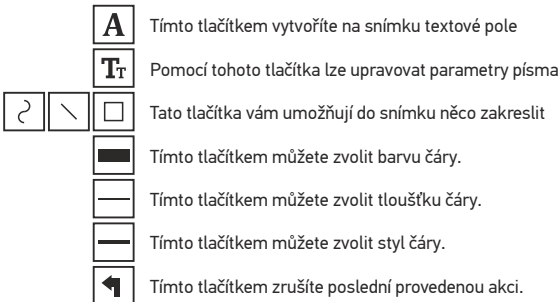 A Tímto tlačítkem vytvoříte na snímku textové pole
TT Pomocí tohoto tlačítka lze upravovat parametry písma
Tato tlačítka vám umožňují do snímku něco zakreslit
Tímto tlačítkem můžete zvolit barvu čáry.
Tímto tlačítkem můžete zvolit tloušťku čáry.
Tímto tlačítkem můžete zvolit styl čáry.
Tímto tlačítkem zrušíte poslední provedenou akci.